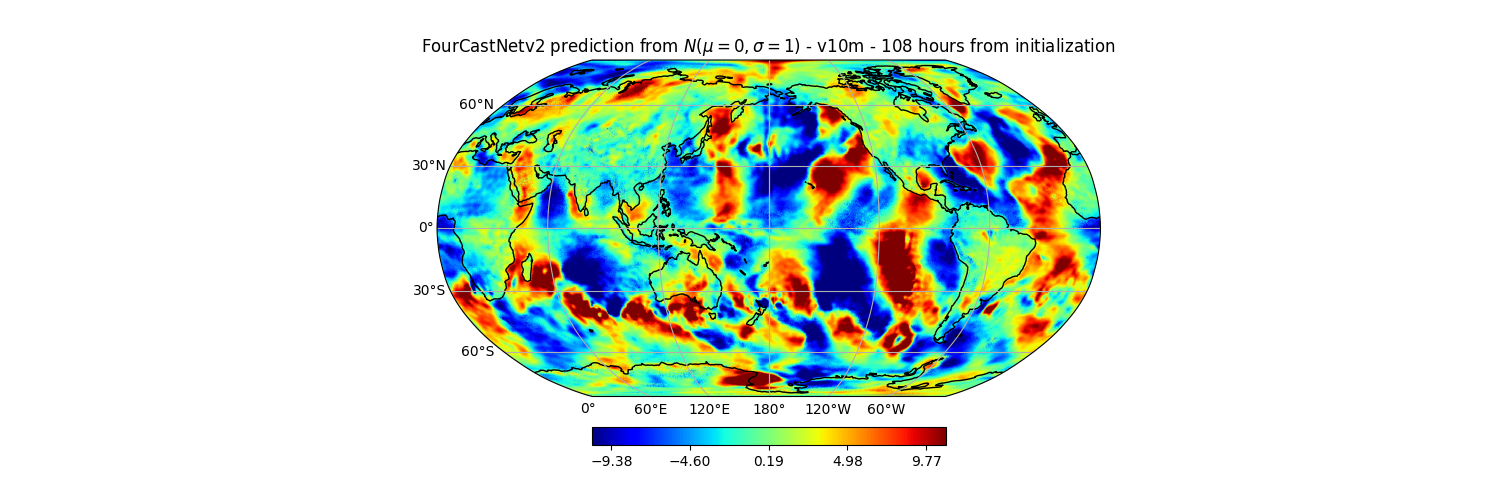 FourCastNetv2 prediction from N(μ = 0, σ = 1) - v10m - 108 hours from initialization
60°N
30°N
0°
30°S
60°S
0° 60°E 120°E 180° 120°W 60°W
−9.38 −4.60 0.19 4.98 9.77